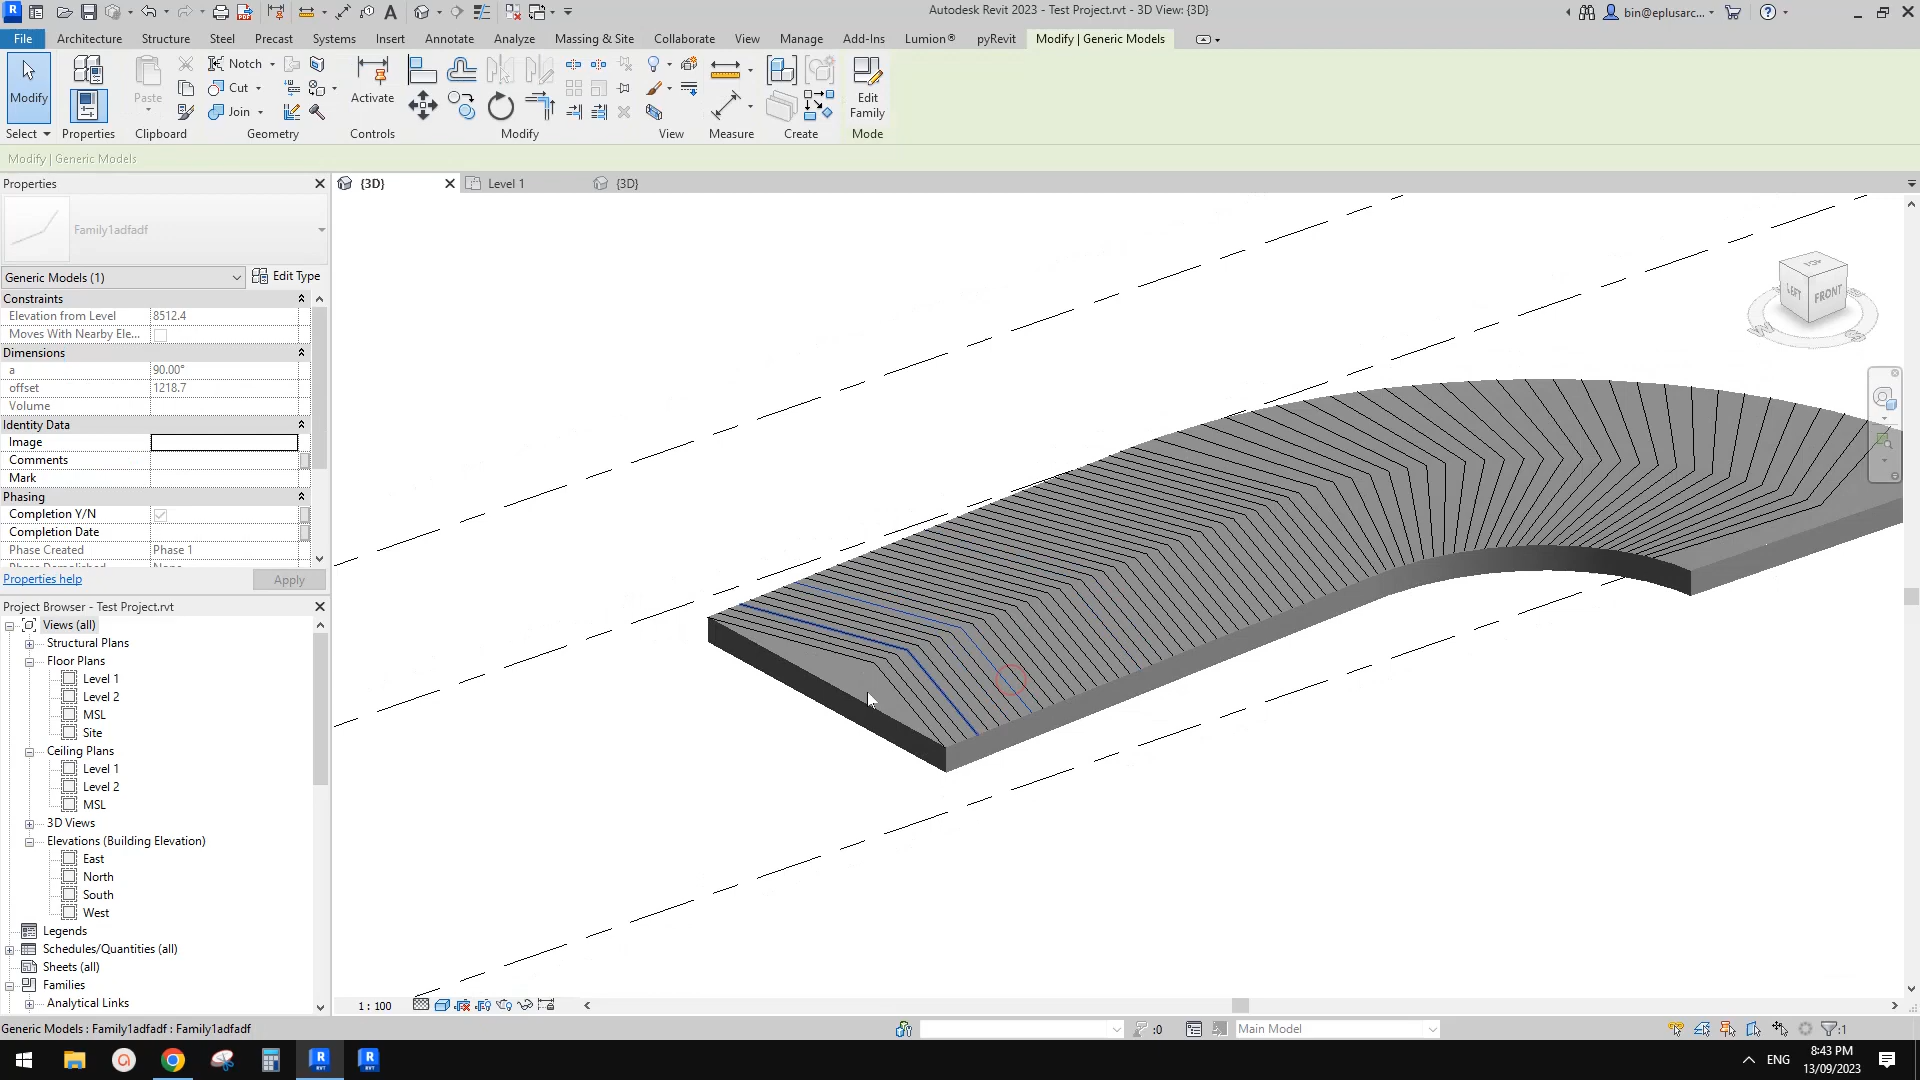 Autodesk Revit 2023 - Test Project.rvt - 3D View: {3D}
bin@eplusarc...
File Architecture Structure Steel Precast Systems Insert Annotate Analyze Massing & Site Collaborate View Manage Add-Ins Lumion® pyRevit Modify | Generic Models
Modify
Paste
Notch
Cut
Join
Activate
Edit
Family
Select Properties Clipboard Geometry Controls Modify View Measure Create Mode
Modify | Generic Models
Properties
{3D}
Level 1
{3D}
Family1adfadf
Generic Models (1)
Edit Type
Constraints
Elevation from Level 8512.4
Moves With Nearby Ele...
Dimensions
a 90.00°
offset 1218.7
Volume
Identity Data
Image
Comments
Mark
Phasing
Completion Y/N
Completion Date
Phase Created Phase 1
Properties help
Apply
Project Browser - Test Project.rvt
Views (all)
Structural Plans
Floor Plans
Level 1
Level 2
MSL
Site
Ceiling Plans
Level 1
Level 2
MSL
3D Views
Elevations (Building Elevation)
East
North
South
West
Legends
Schedules/Quantities (all)
Sheets (all)
Families
Analytical Links
TOP
LEFT
FRONT
W
S
1 : 100
Generic Models : Family1adfadf : Family1adfadf
:0
Main Model
:1
ENG
8:43 PM
13/09/2023